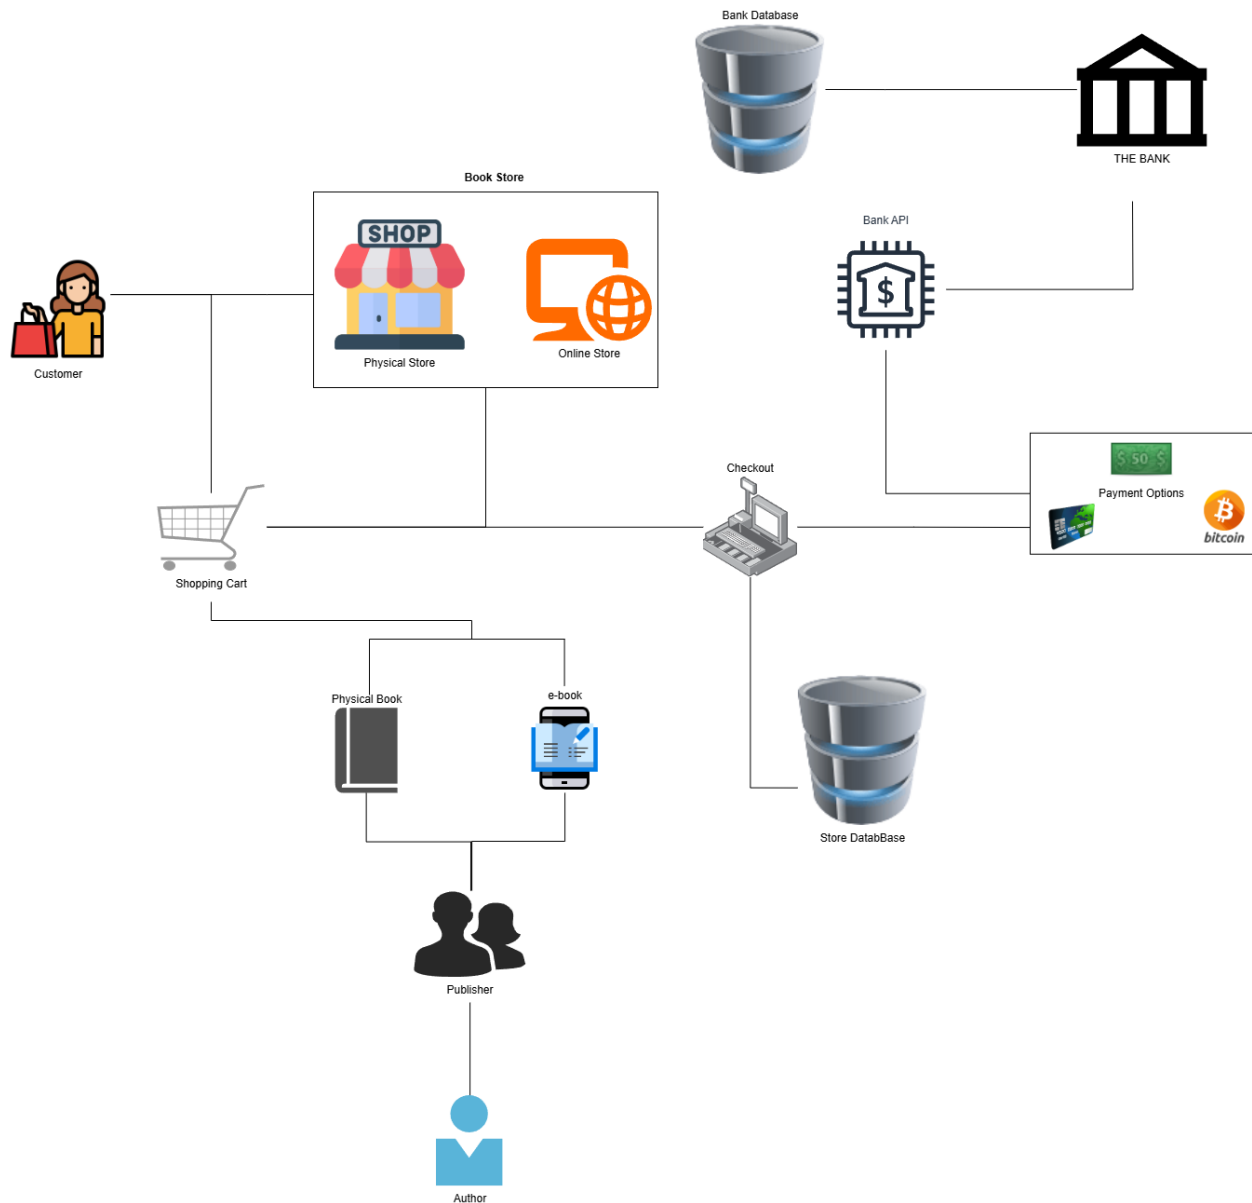 Bank Database
THE BANK
Book Store
SHOP
Physical Store
Online Store
Bank API
$
Customer
Checkout
$ 50 $
Payment Options
bitcoin
Shopping Cart
Physical Book
e-book
Store DatabBase
Publisher
Author